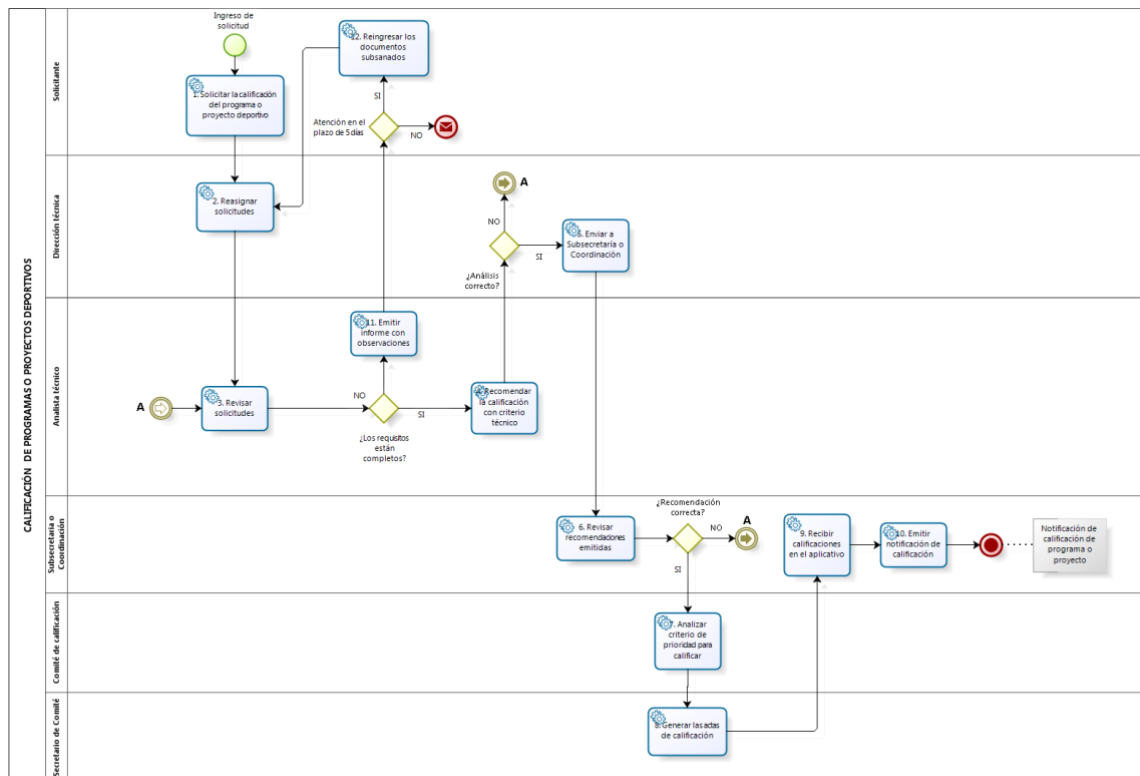 CALIFICACIÓN DE PROGRAMAS O PROYECTOS DEPORTIVOS
Solicitante
Ingreso de
solicitud
1. Solicitar la calificación
del programa o
proyecto deportivo
12. Reingresar los
documentos
subsanados
SI
Atención en el
plazo de 5 días
NO
Dirección técnica
2. Reasignar
solicitudes
A
NO
¿Análisis
correcto?
SI
5. Enviar a
Subsecretaría o
Coordinación
Analista técnico
A
3. Revisar
solicitudes
11. Emitir
informe con
observaciones
NO
SI
¿Los requisitos
están
completos?
4. Recomendar
la calificación
con criterio
técnico
Subsecretaria o
Coordinación
6. Revisar
recomendaciones
emitidas
¿Recomendación
correcta?
NO
A
SI
9. Recibir
calificaciones
en el aplicativo
10. Emitir
notificación de
calificación
Notificación de
calificación de
programa o
proyecto
Comité de calificación
7. Analizar
criterio de
prioridad para
calificar
Secretario de Comité
8. Generar las actas
de calificación